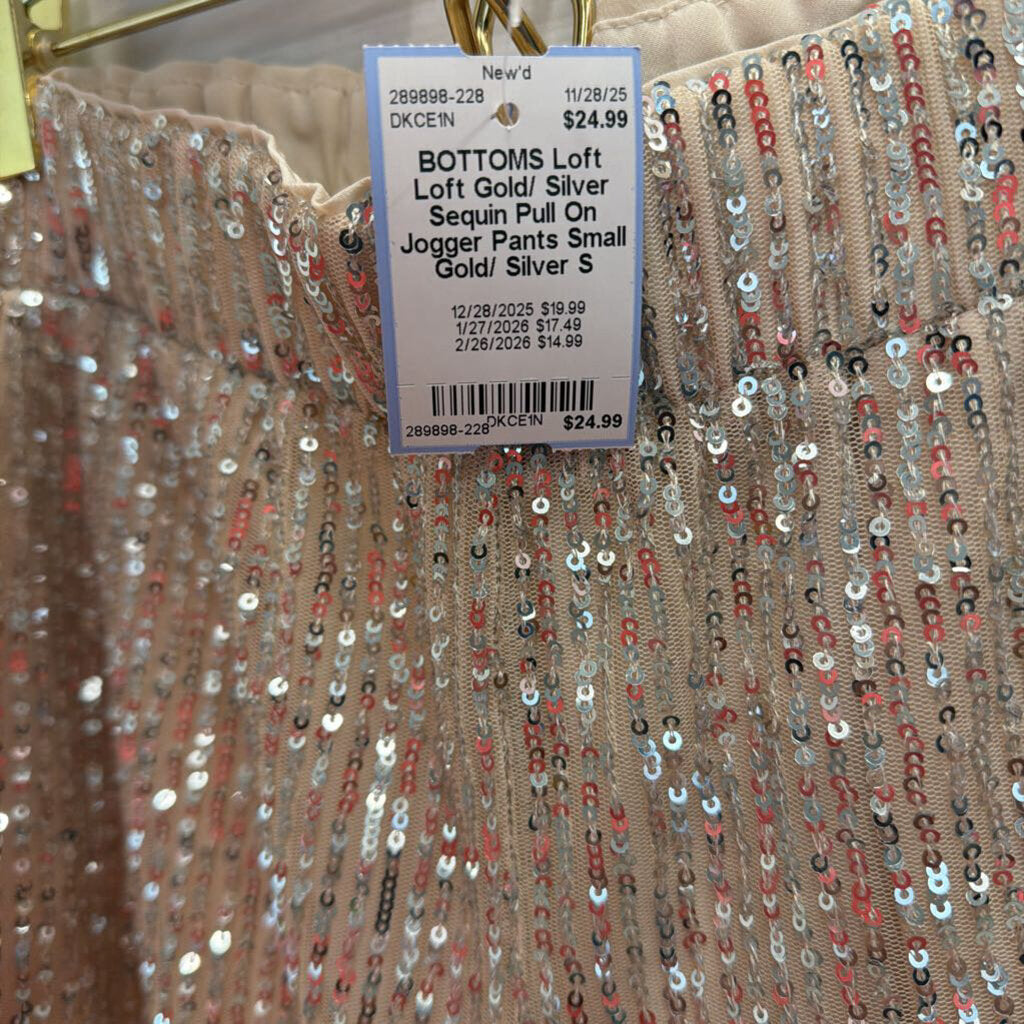 New'd
289898-228 11/28/25
DKCE1N $24.99
BOTTOMS Loft
Loft Gold/ Silver
Sequin Pull On
Jogger Pants Small
Gold/ Silver S
12/28/2025 $19.99
1/27/2026 $17.49
2/26/2026 $14.99
289898-228 DKCE1N $24.99